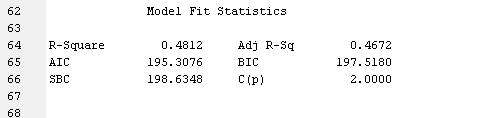 62 Model Fit Statistics
63
64 R-Square 0.4812 Adj R-Sq 0.4672
65 AIC 195.3076 BIC 197.5180
66 SBC 198.6348 C(p) 2.0000
67
68